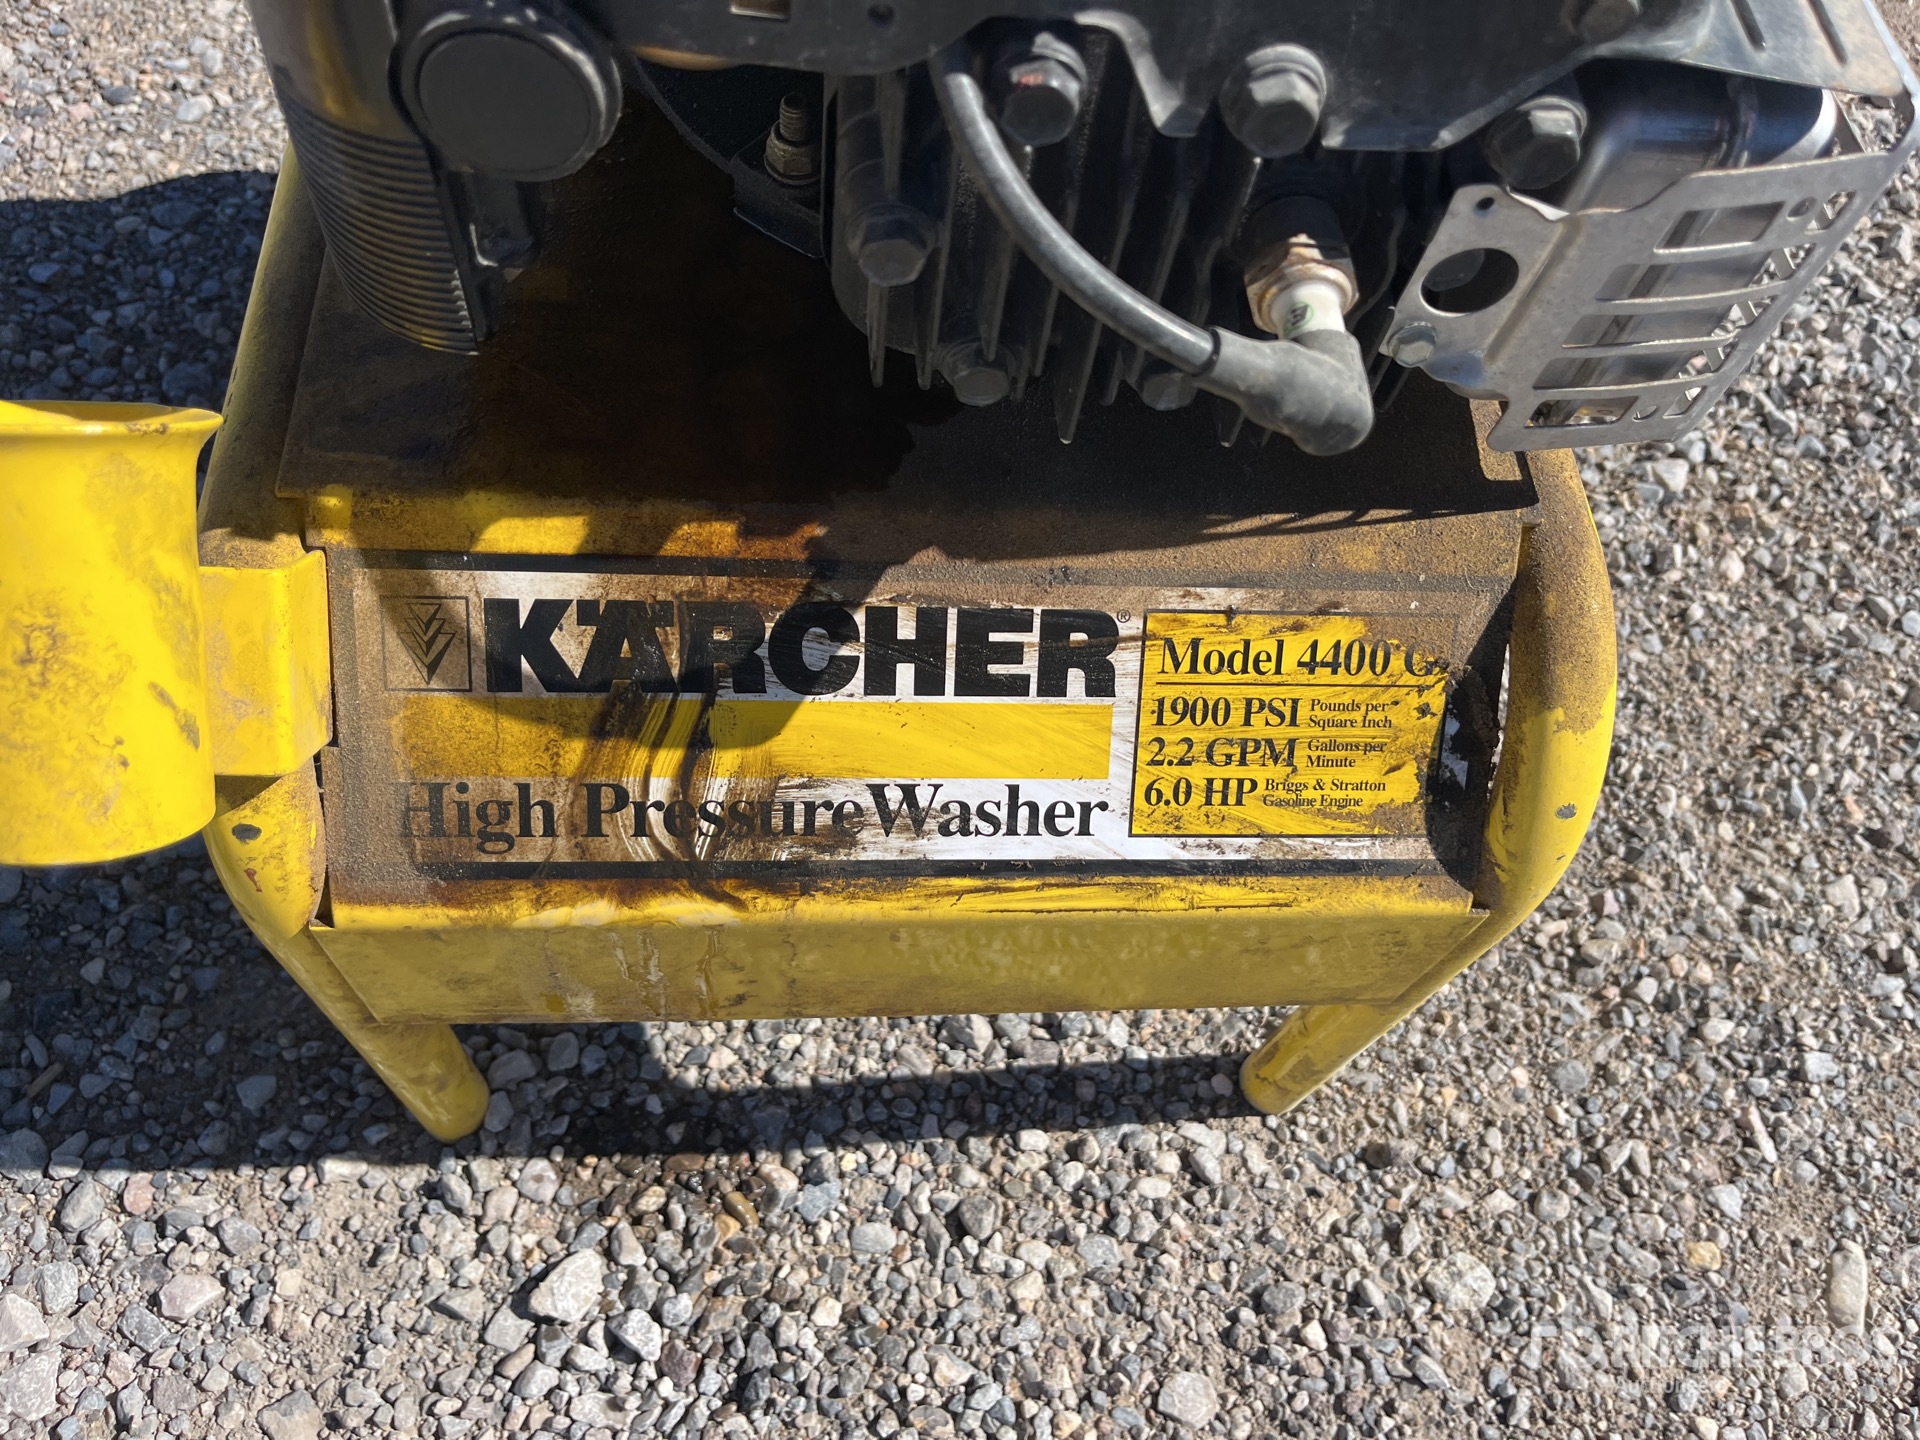 KÄRCHER®
High Pressure Washer
Model 4400 G
1900 PSI Pounds per Square Inch
2.2 GPM Gallons per Minute
6.0 HP Briggs & Stratton Gasoline Engine